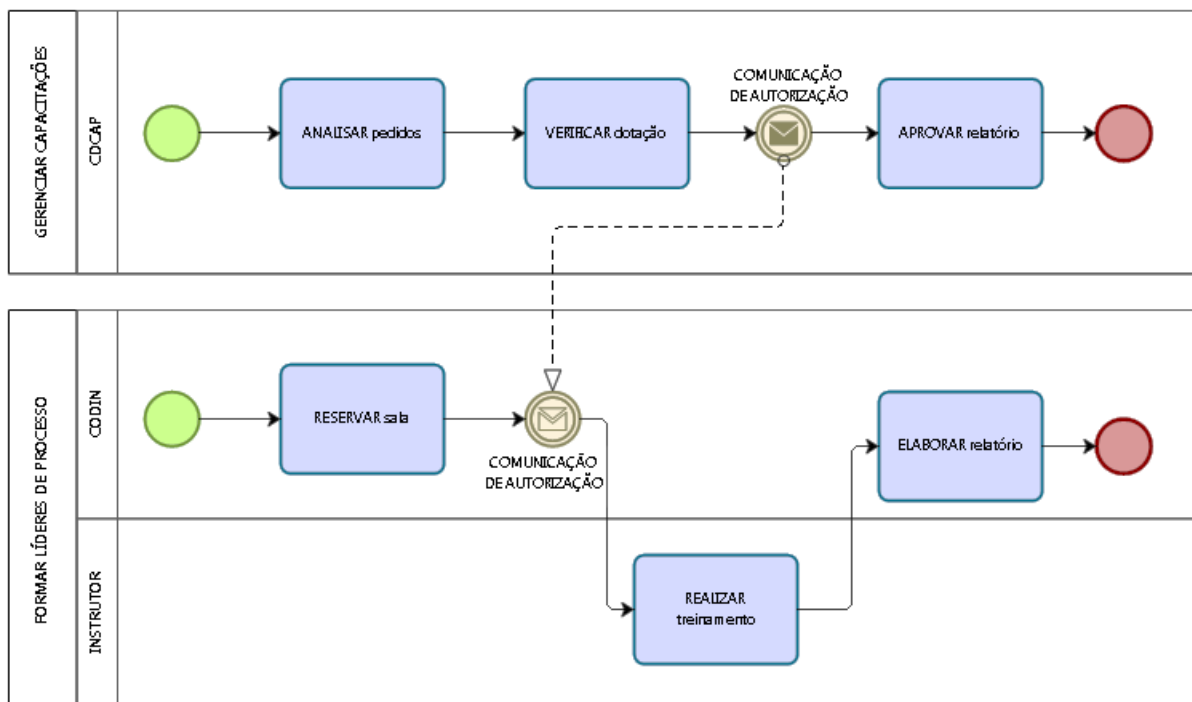 GERENCIAR CAPACITAÇÕES
CDCAP
ANALISAR pedidos
VERIFICAR dotação
COMUNICAÇÃO
DE AUTORIZAÇÃO
APROVAR relatório
FORMAR LÍDERES DE PROCESSO
CODIN
RESERVAR sala
COMUNICAÇÃO
DE AUTORIZAÇÃO
ELABORAR relatório
INSTRUTOR
REALIZAR
treinamento